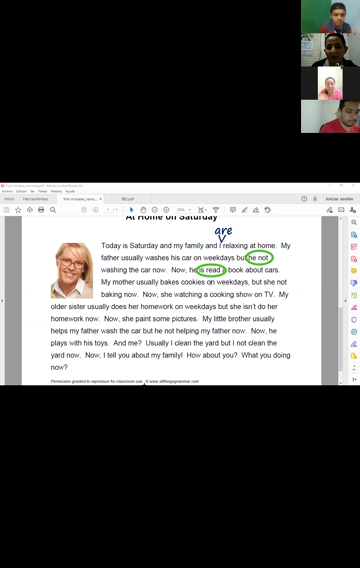 Inicio Herramientas SB2.pdf Iniciar sesión
At Home on Saturday
are
Today is Saturday and my family and I relaxing at home. My
father usually washes his car on weekdays but he not
washing the car now. Now, he is read a book about cars.
My mother usually bakes cookies on weekdays, but she not
baking now. Now, she watching a cooking show on TV. My
older sister usually does her homework on weekdays but she isn't do her
homework now. Now, she paint some pictures. My little brother usually
helps my father wash the car but he not helping my father now. Now, he
plays with his toys. And me? Usually I clean the yard but I not clean the
yard now. Now, I tell you about my family! How about you? What you doing
now?
Permission granted to reproduce for classroom use. © www.allthingsgrammar.com